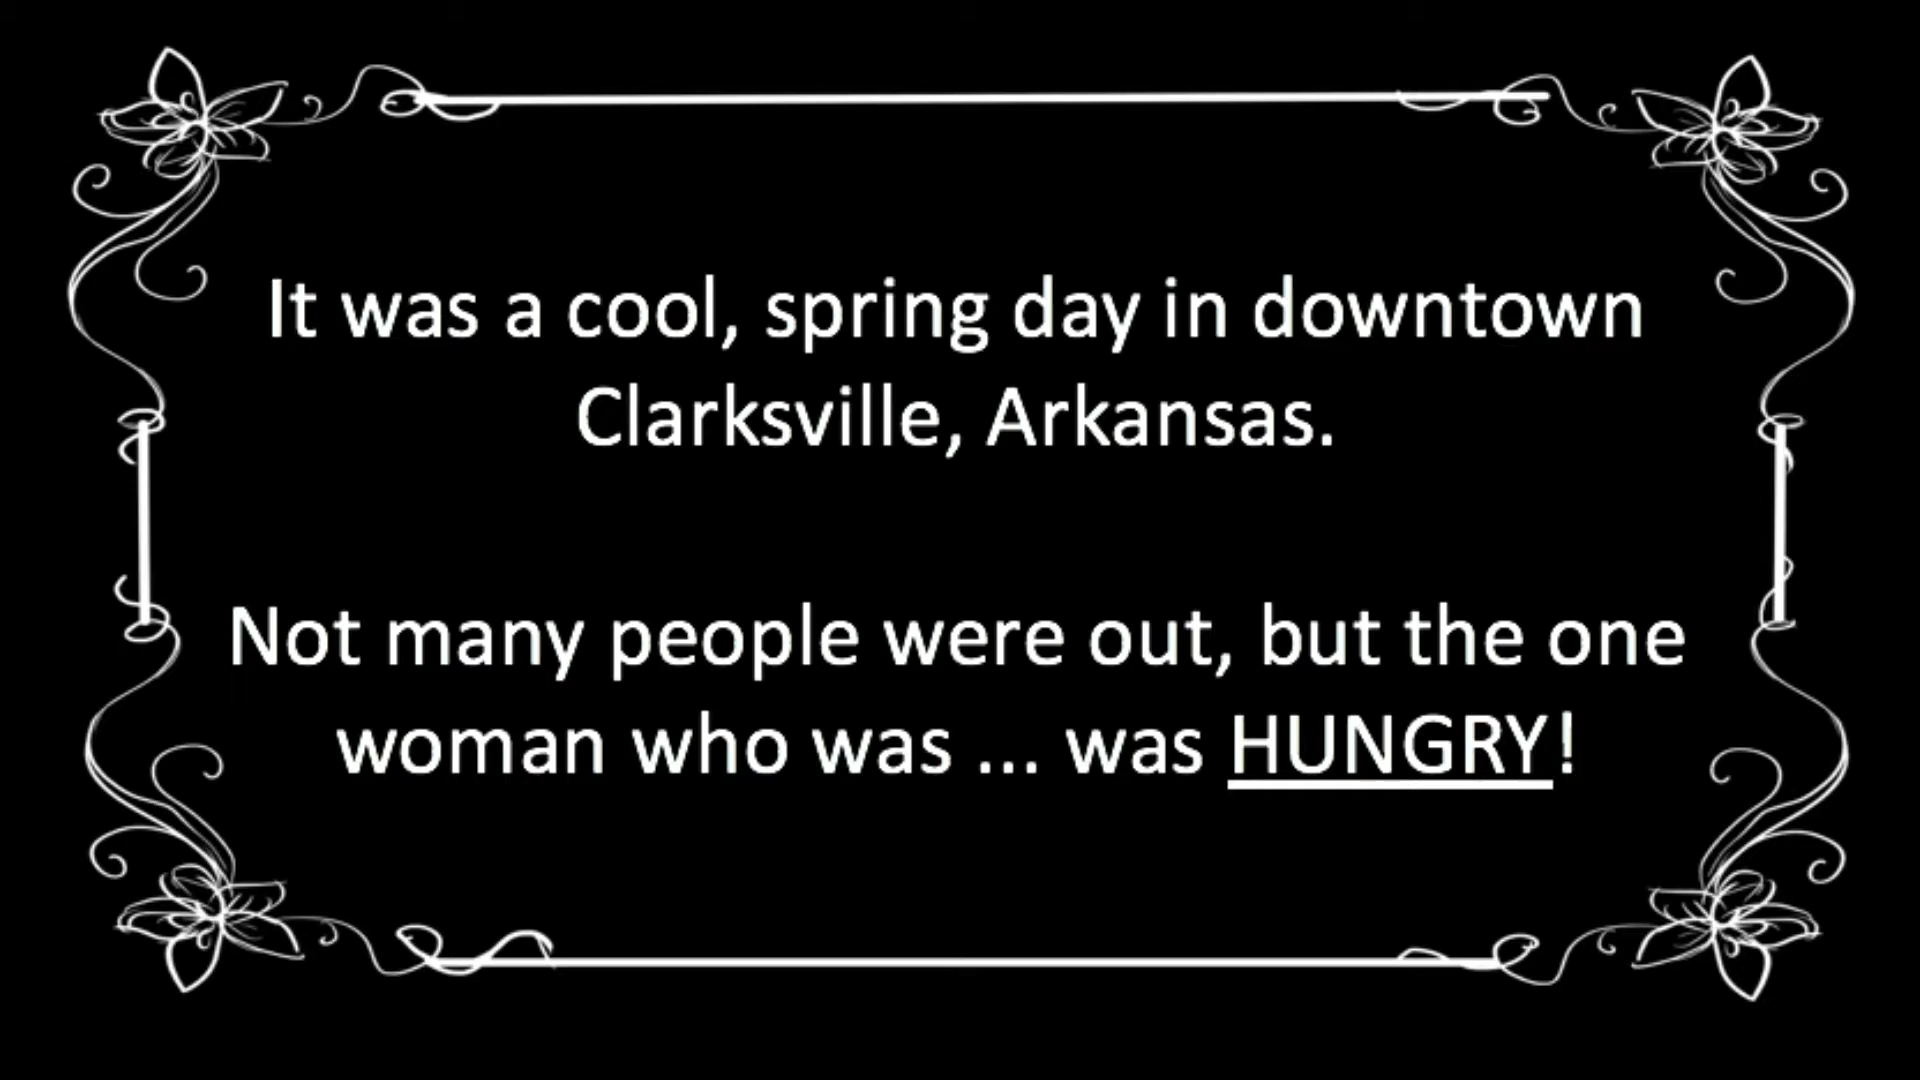 It was a cool, spring day in downtown
Clarksville, Arkansas.
Not many people were out, but the one
woman who was ... was HUNGRY!